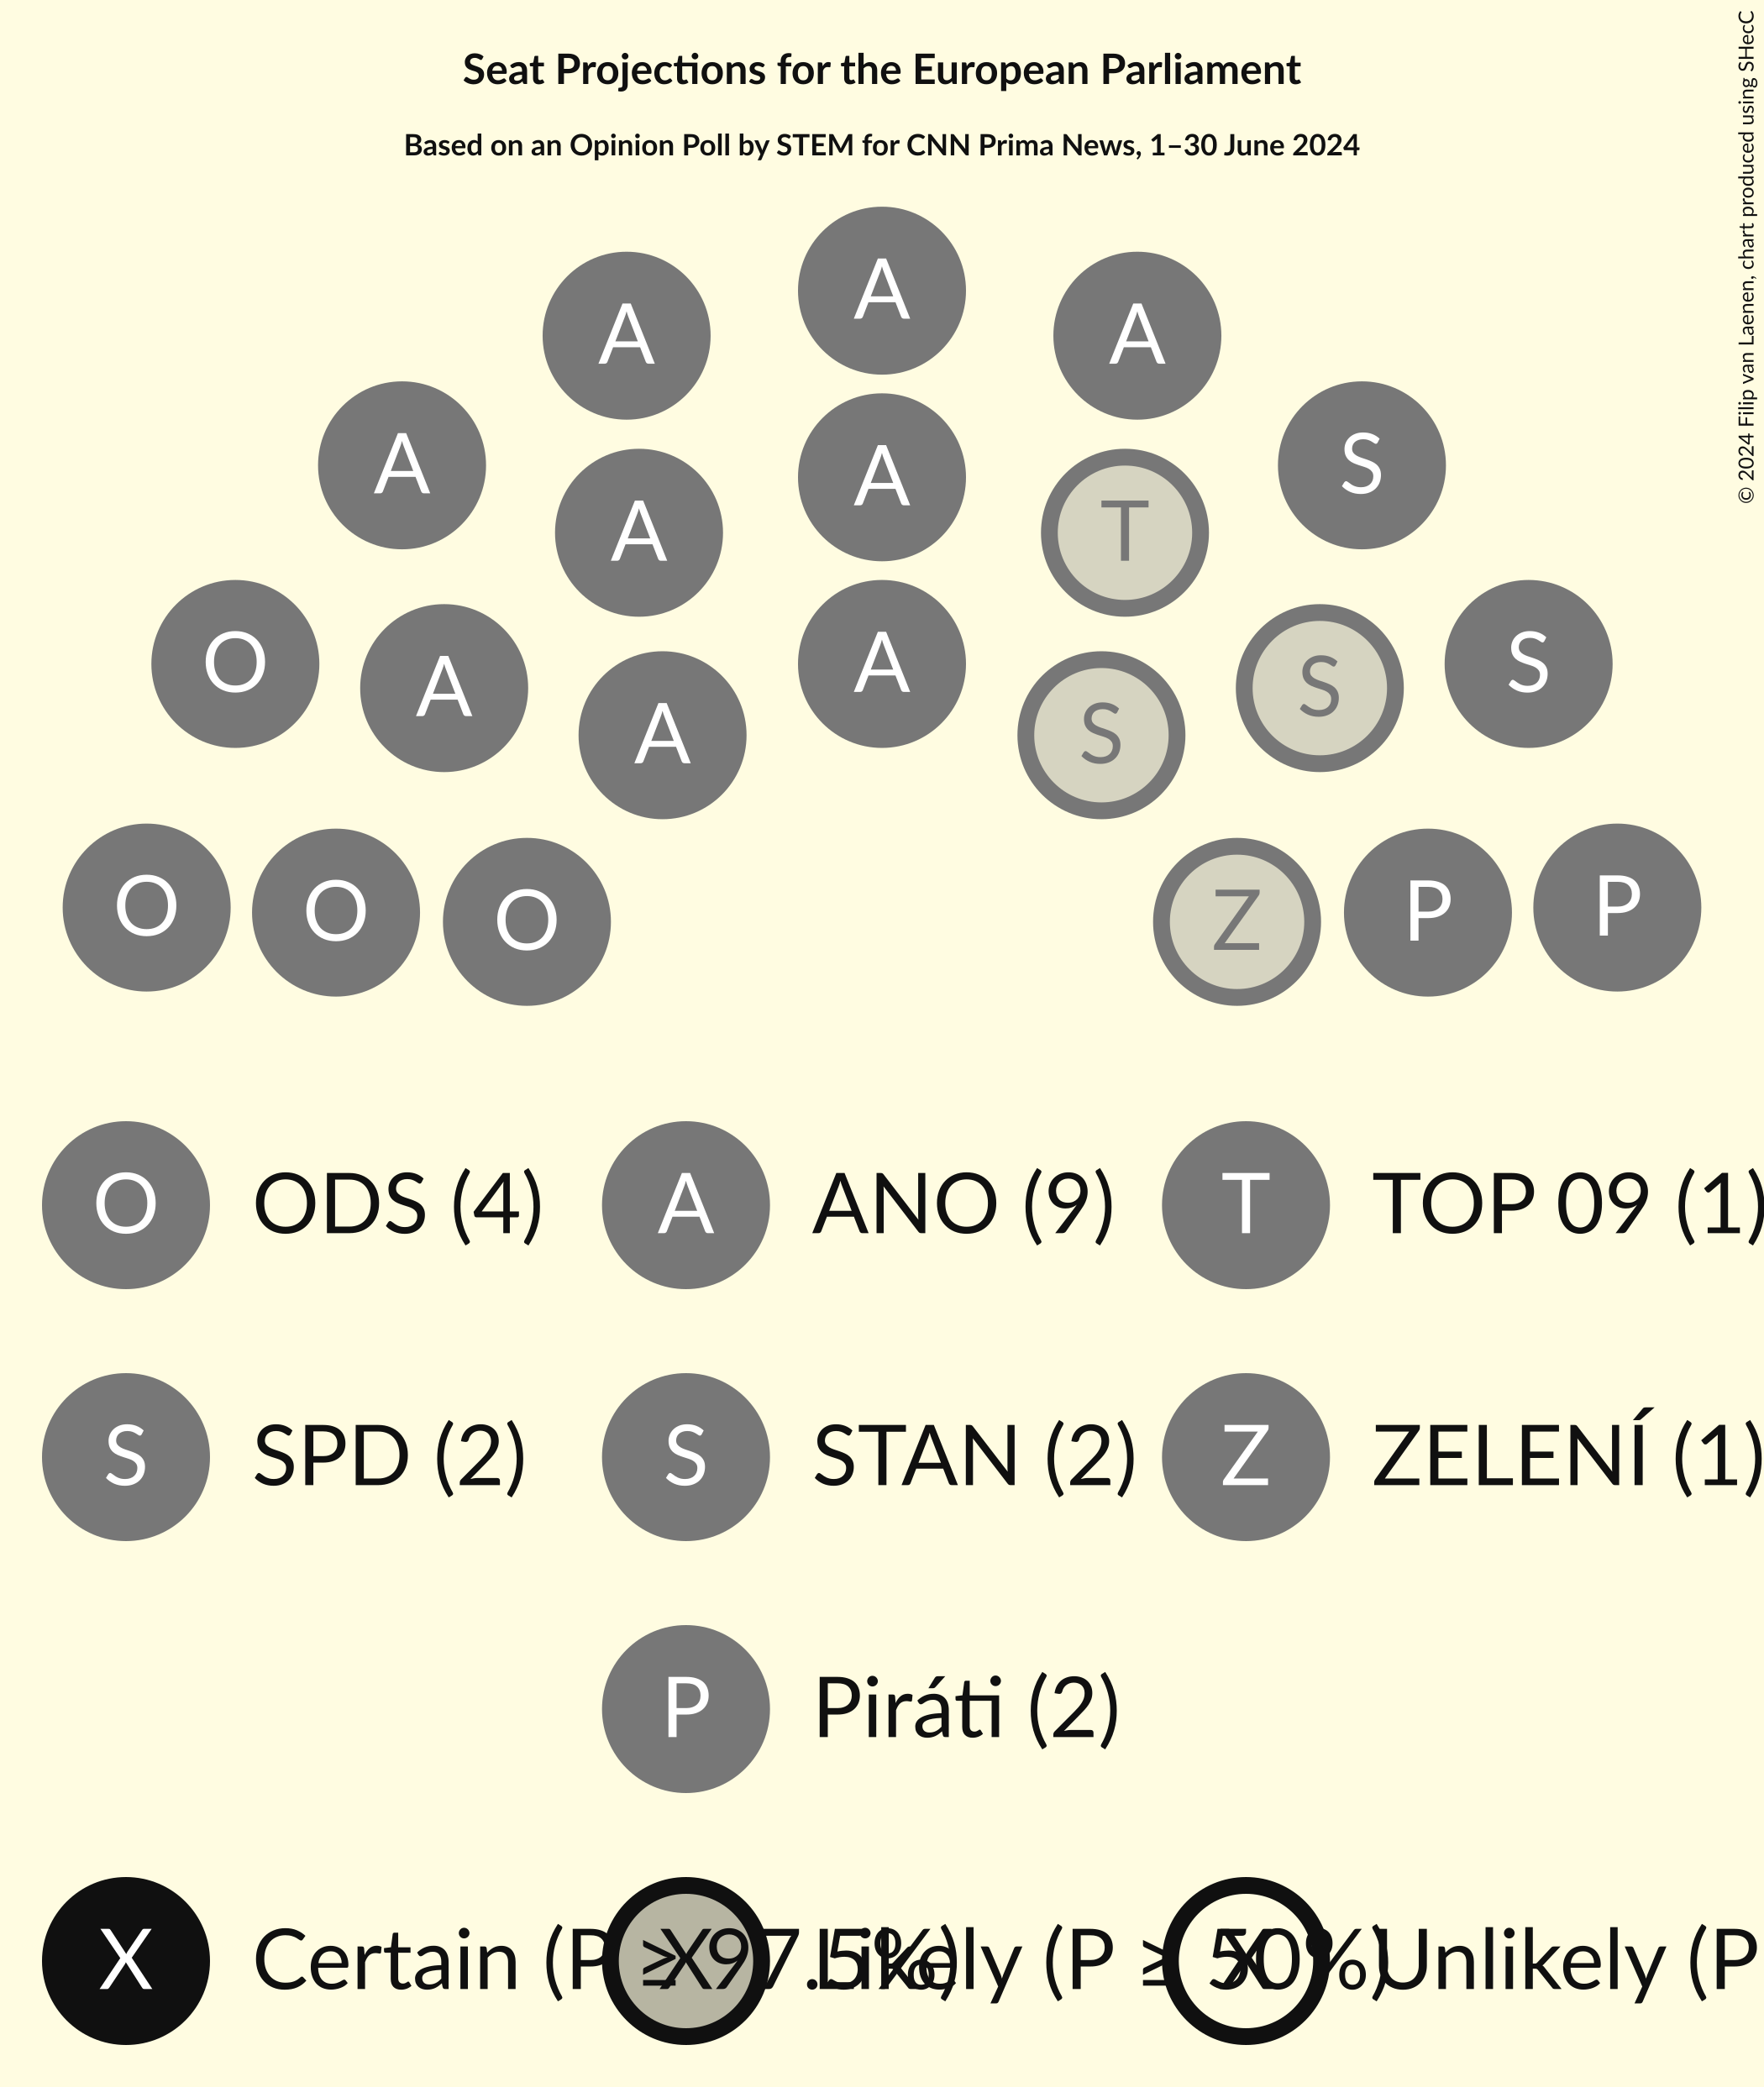 Seat Projections for the European Parliament
Based on an Opinion Poll by STEM for CNN Prima News, 1–30 June 2024
© 2024 Filip van Laenen, chart produced using SHecC
A
A A
A S
A
A T
O S
A S
A
A S
O O O Z P P
O ODS (4) A ANO (9) T TOP 09 (1)
S SPD (2) S STAN (2) Z ZELENÍ (1)
P Piráti (2)
X Certain (P ≥ 97.5%) X Likely (P ≥ 50%) X Unlikely (P